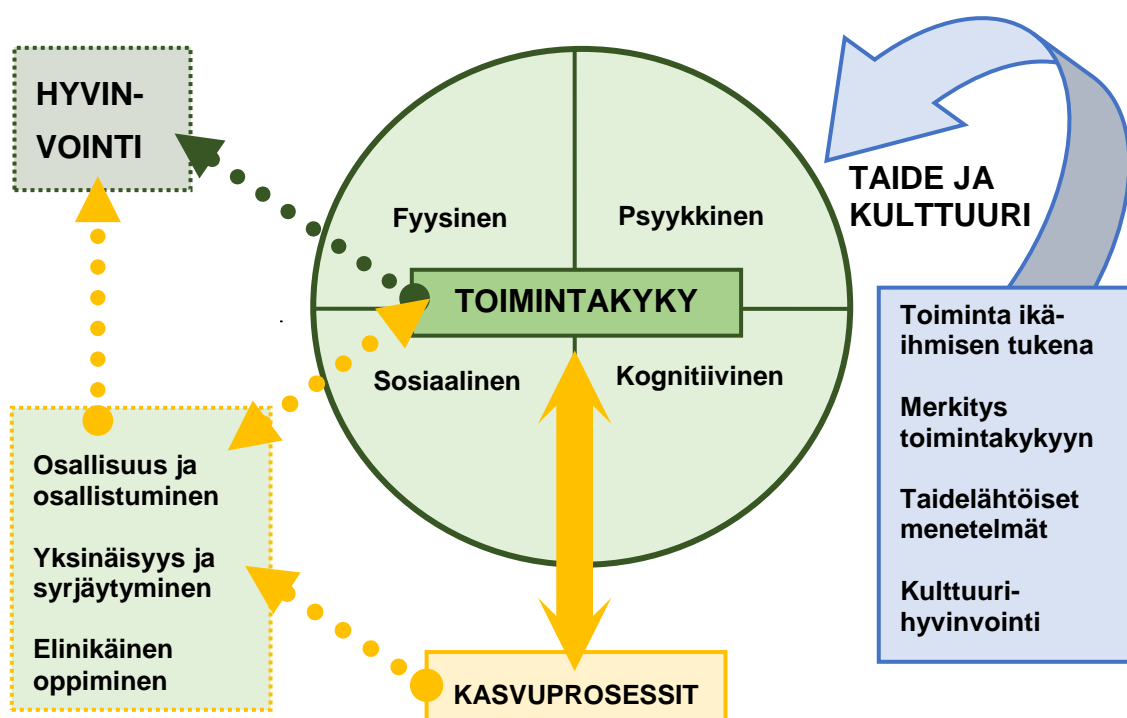 HYVIN-
VOINTI
Fyysinen
Psyykkinen
TOIMINTAKYKY
Sosiaalinen
Kognitiivinen
TAIDE JA
KULTTUURI
Toiminta ikä-
ihmisen tukena
Merkitys
toimintakykyyn
Taidelähtöiset
menetelmät
Kulttuuri-
hyvinvointi
Osallisuus ja
osallistuminen
Yksinäisyys ja
syrjäytyminen
Elinikäinen
oppiminen
KASVUPROSESSIT